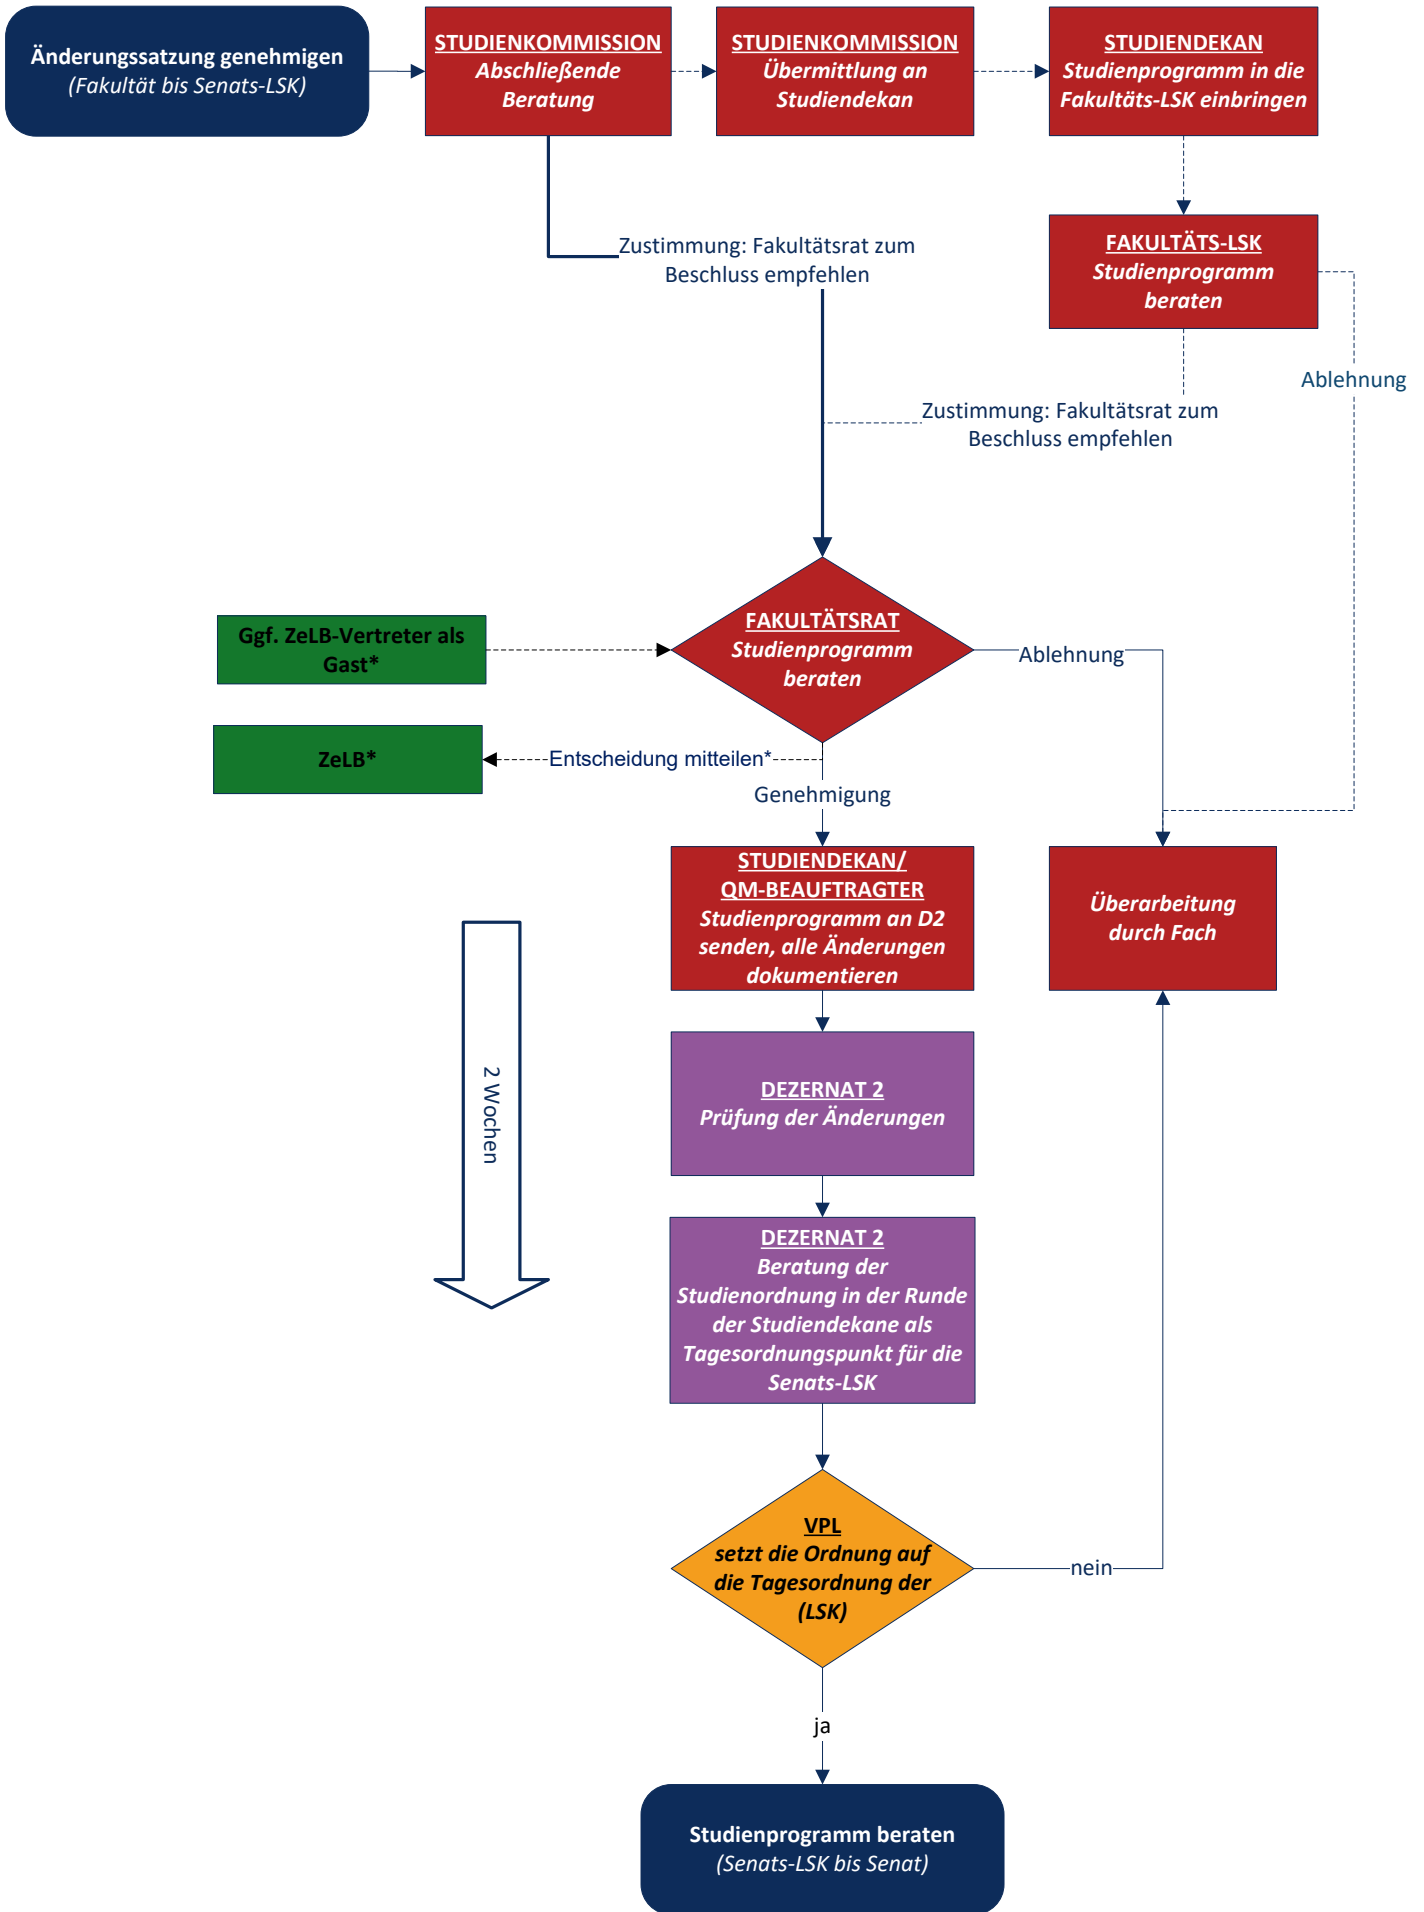 Änderungssatzung genehmigen
(Fakultät bis Senats-LSK)
STUDIENKOMMISSION
Abschließende
Beratung
STUDIENKOMMISSION
Übermittlung an
Studiendekan
STUDIENDEKAN
Studienprogramm in die
Fakultäts-LSK einbringen
Zustimmung: Fakultätsrat zum
Beschluss empfehlen
FAKULTÄTS-LSK
Studienprogramm
beraten
Ablehnung
Zustimmung: Fakultätsrat zum
Beschluss empfehlen
Ggf. ZeLB-Vertreter als
Gast*
FAKULTÄTSRAT
Studienprogramm
beraten
Ablehnung
ZeLB*
Entscheidung mitteilen*
Genehmigung
STUDIENDEKAN/
QM-BEAUFTRAGTER
Studienprogramm an D2
senden, alle Änderungen
dokumentieren
Überarbeitung
durch Fach
2 Wochen
DEZERNAT 2
Prüfung der Änderungen
DEZERNAT 2
Beratung der
Studienordnung in der Runde
der Studiendekane als
Tagesordnungspunkt für die
Senats-LSK
VPL
setzt die Ordnung auf
die Tagesordnung der
(LSK)
nein
ja
Studienprogramm beraten
(Senats-LSK bis Senat)